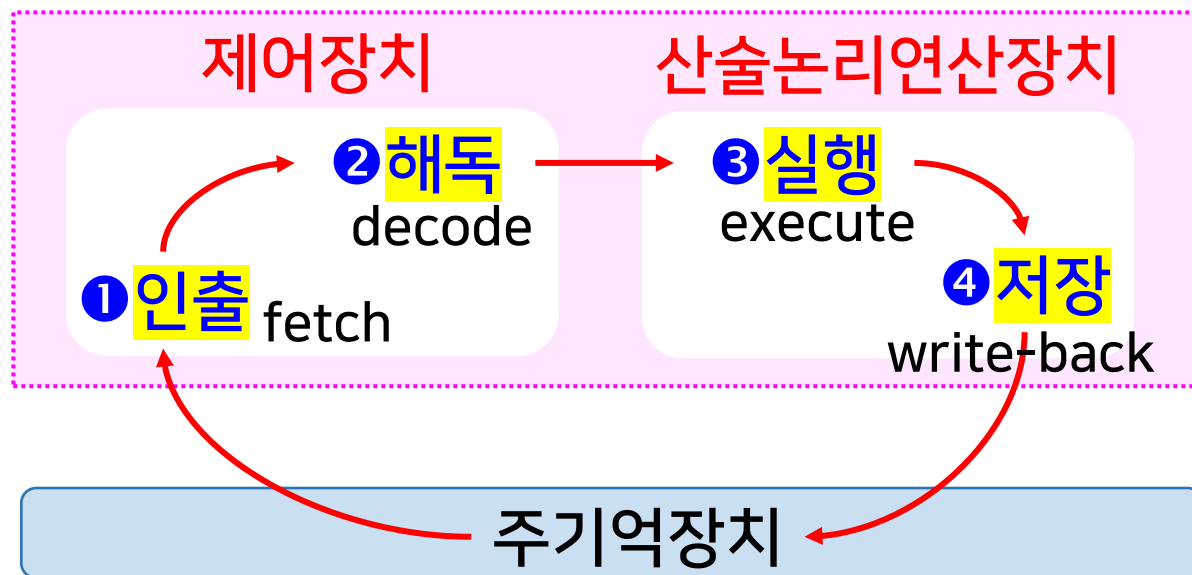 제어장치
산술논리연산장치
❷해독
decode
❸실행
execute
❶인출 fetch
❹저장
write-back
주기억장치